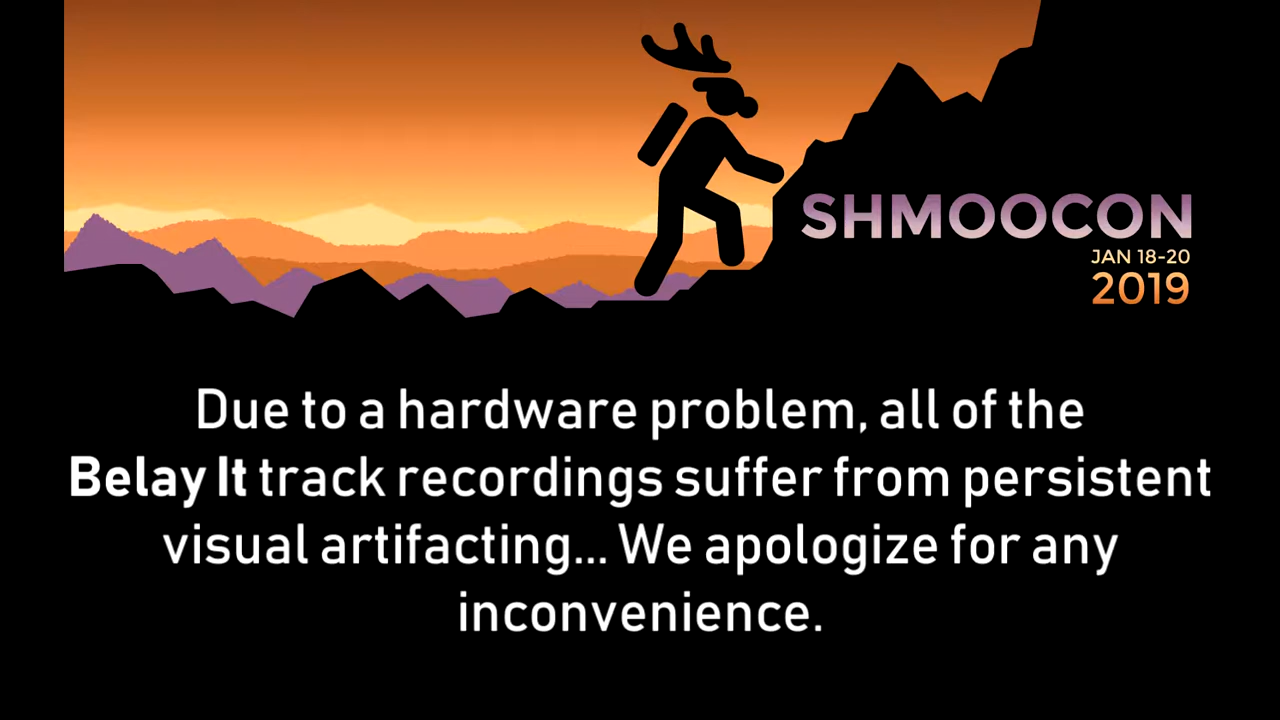 SHMOOCON
JAN 18-20
2019
Due to a hardware problem, all of the
Belay It track recordings suffer from persistent
visual artifacting... We apologize for any
inconvenience.